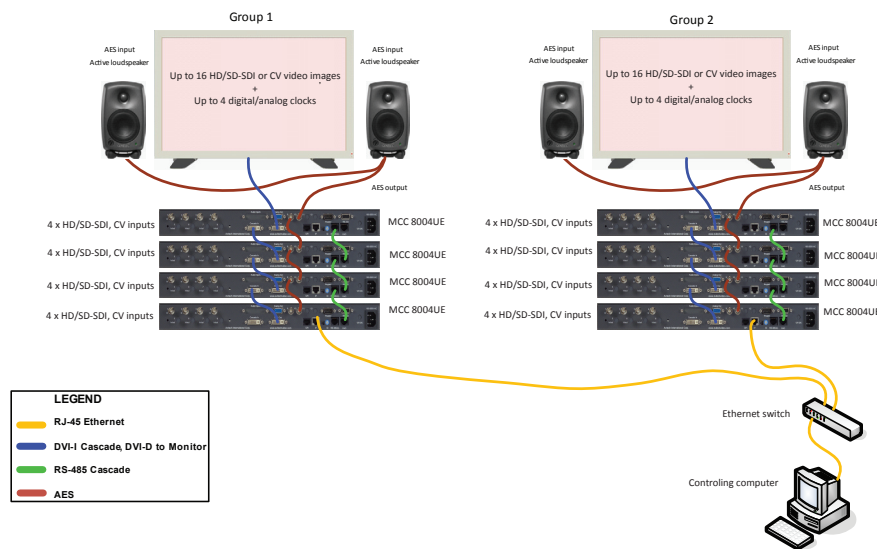 Group 1
Group 2
AES input
Active loudspeaker
AES input
Active loudspeaker
AES input
Active loudspeaker
AES input
Active loudspeaker
Up to 16 HD/SD-SDI or CV video images
+
Up to 4 digital/analog clocks
Up to 16 HD/SD-SDI or CV video images
+
Up to 4 digital/analog clocks
AES output
AES output
4 x HD/SD-SDI, CV inputs
MCC 8004UE
4 x HD/SD-SDI, CV inputs
MCC 8004UE
4 x HD/SD-SDI, CV inputs
MCC 8004UE
4 x HD/SD-SDI, CV inputs
MCC 8004UE
4 x HD/SD-SDI, CV inputs
MCC 8004UE
4 x HD/SD-SDI, CV inputs
MCC 8004UE
4 x HD/SD-SDI, CV inputs
MCC 8004UE
4 x HD/SD-SDI, CV inputs
MCC 8004UE
LEGEND
RJ-45 Ethernet
DVI-I Cascade, DVI-D to Monitor
RS-485 Cascade
AES
Ethernet switch
Controling computer